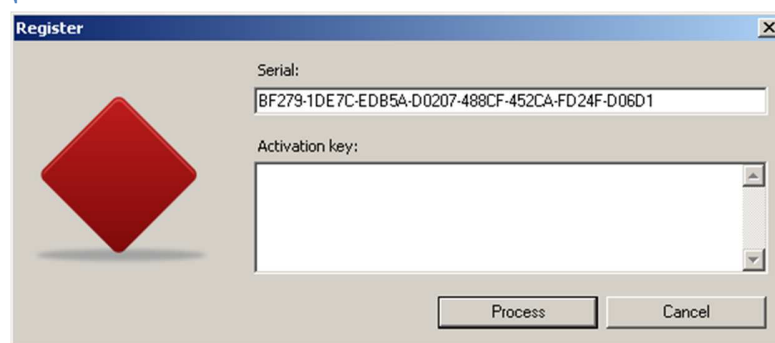 Register
Serial:
BF279-1DE7C-EDB5A-D0207-488CF-452CA-FD24F-D06D1
Activation key:
Process
Cancel